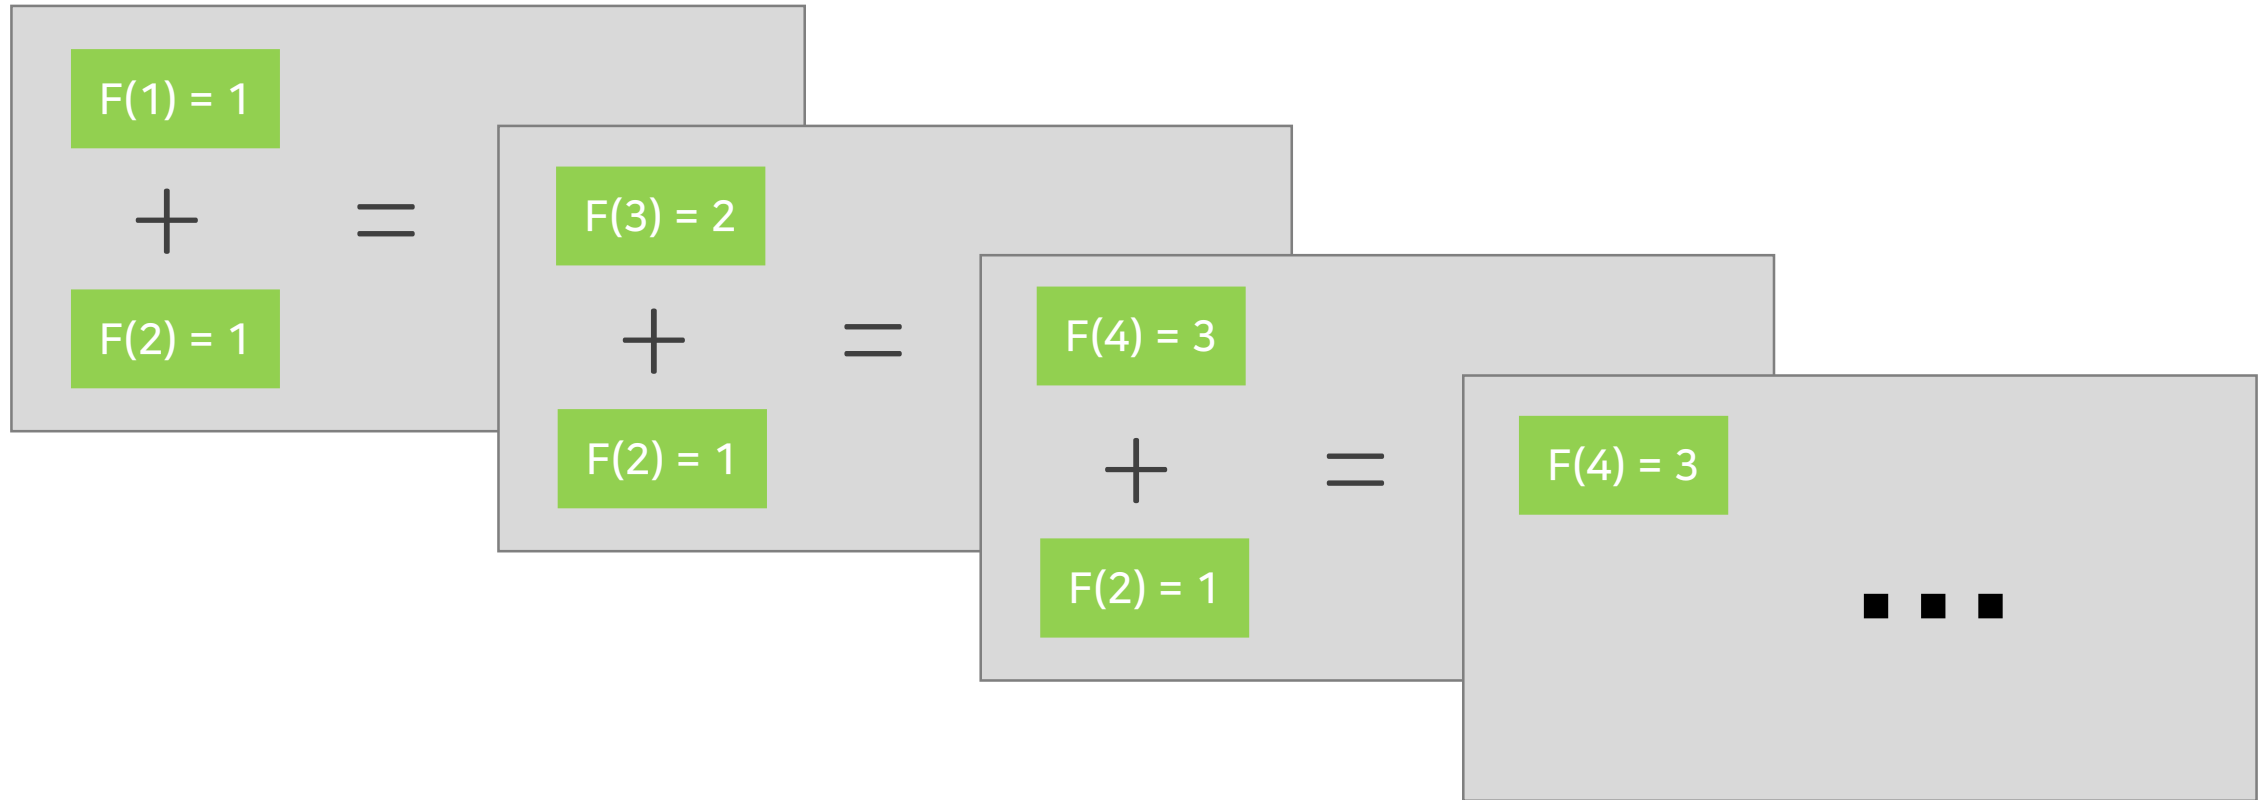 F(1) = 1
+ =
F(2) = 1
F(3) = 2
+ =
F(2) = 1
F(4) = 3
+ =
F(2) = 1
F(4) = 3
...